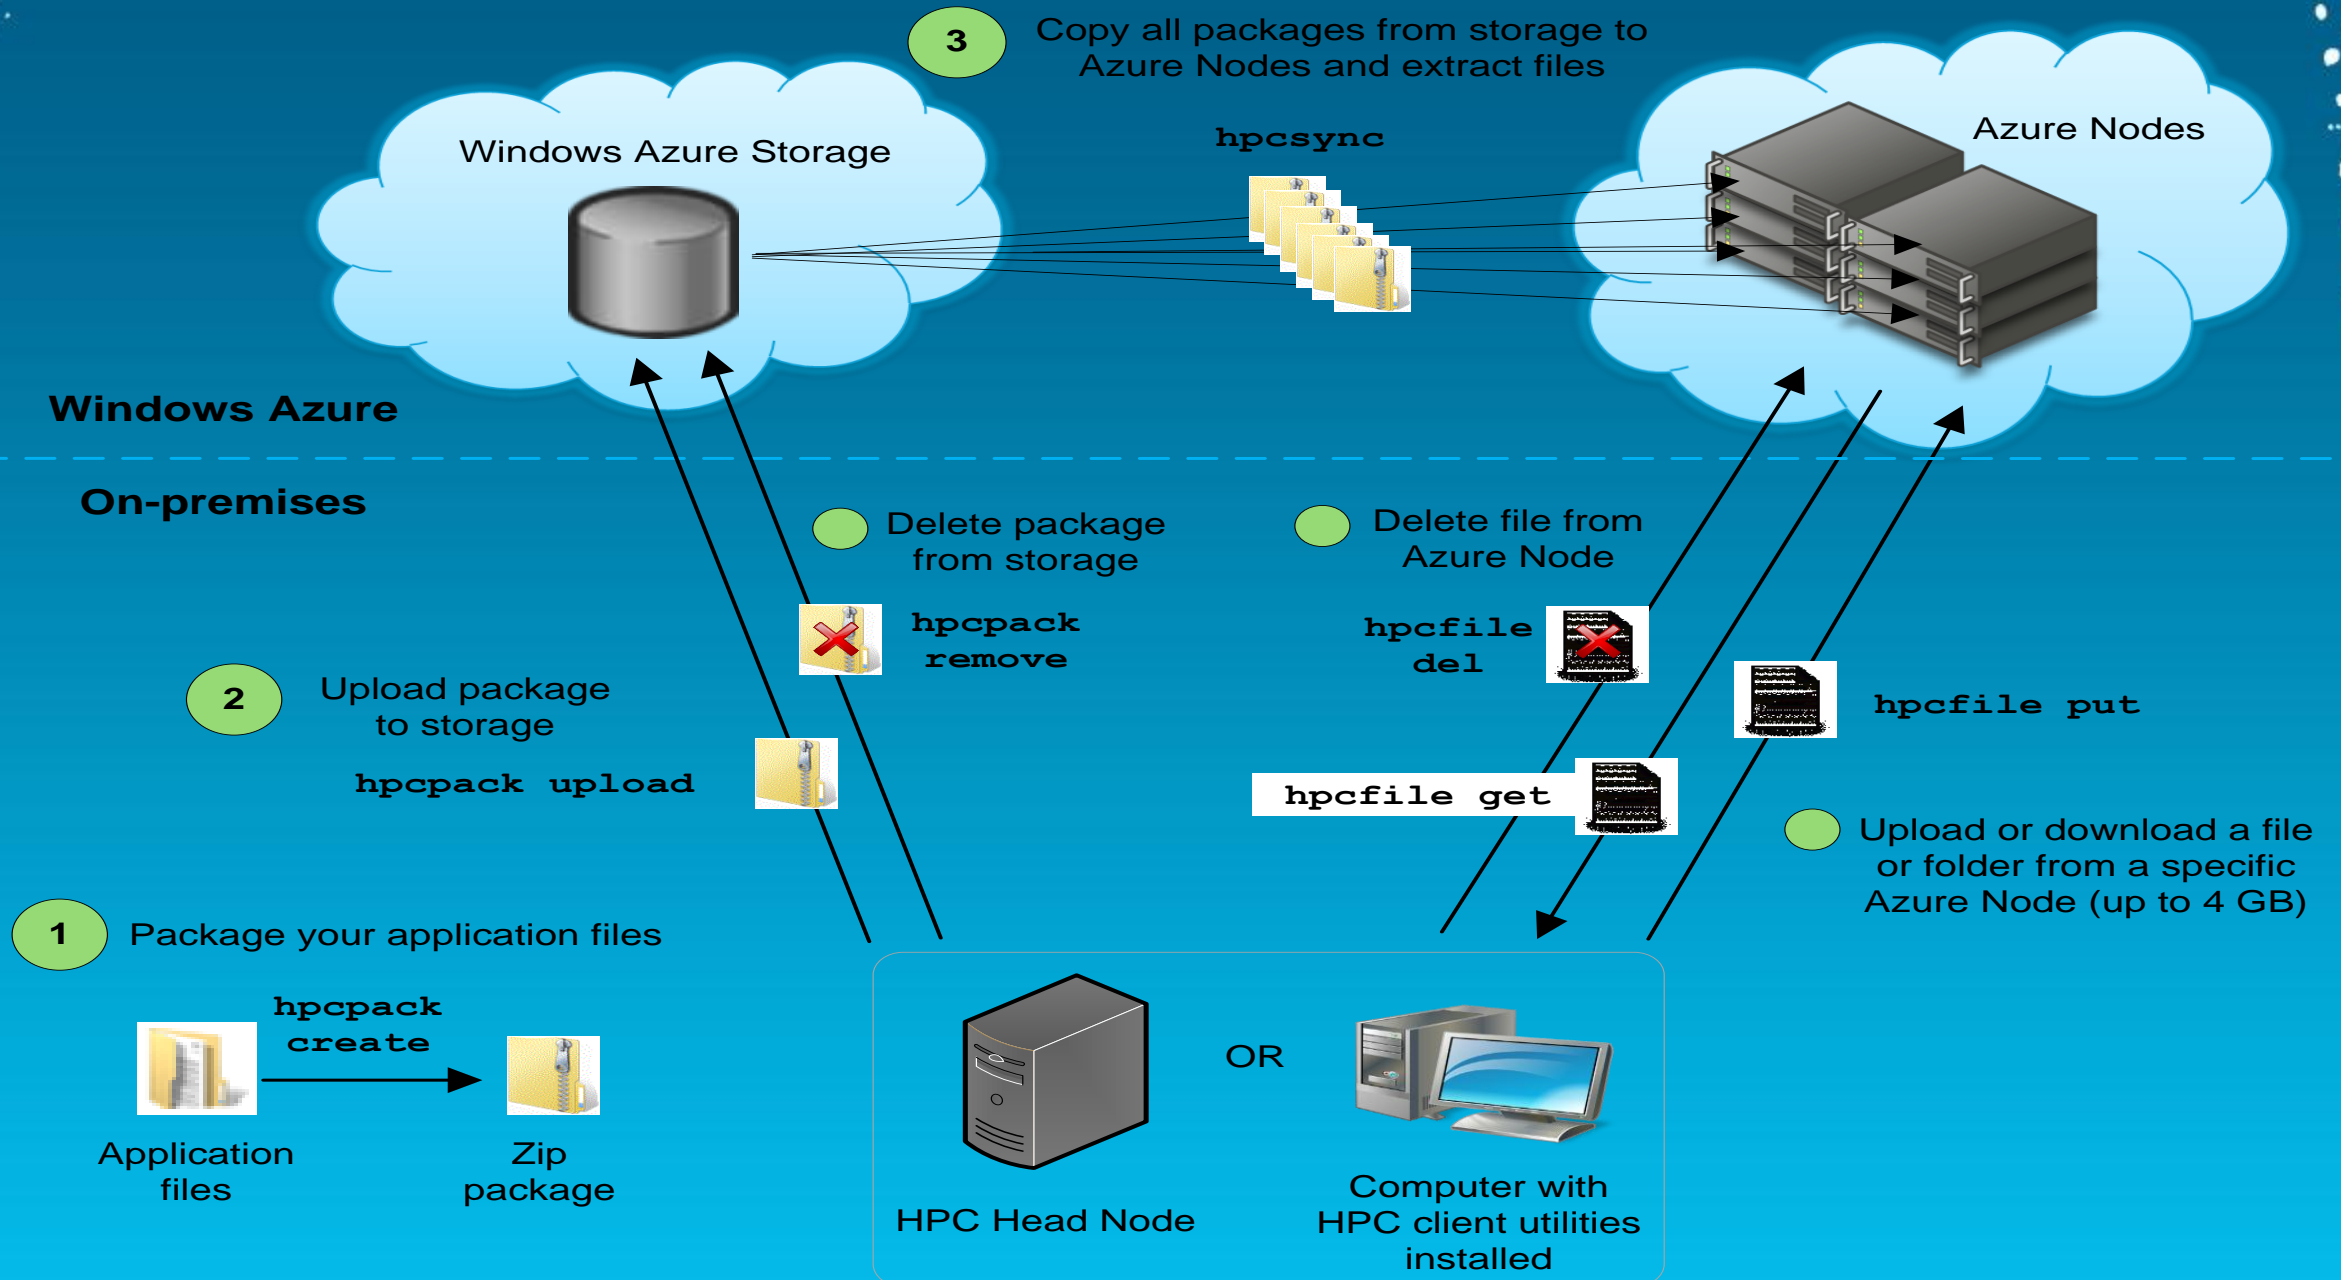 3
Copy all packages from storage to
Azure Nodes and extract files
Windows Azure Storage
hpcsync
Azure Nodes
Windows Azure
On-premises
Delete package
from storage
hpcpack
remove
Delete file from
Azure Node
hpcfile
del
2
Upload package
to storage
hpcpack upload
hpcfile put
hpcfile get
Upload or download a file
or folder from a specific
Azure Node (up to 4 GB)
1
Package your application files
hpcpack
create
Application
files
Zip
package
HPC Head Node
OR
Computer with
HPC client utilities
installed